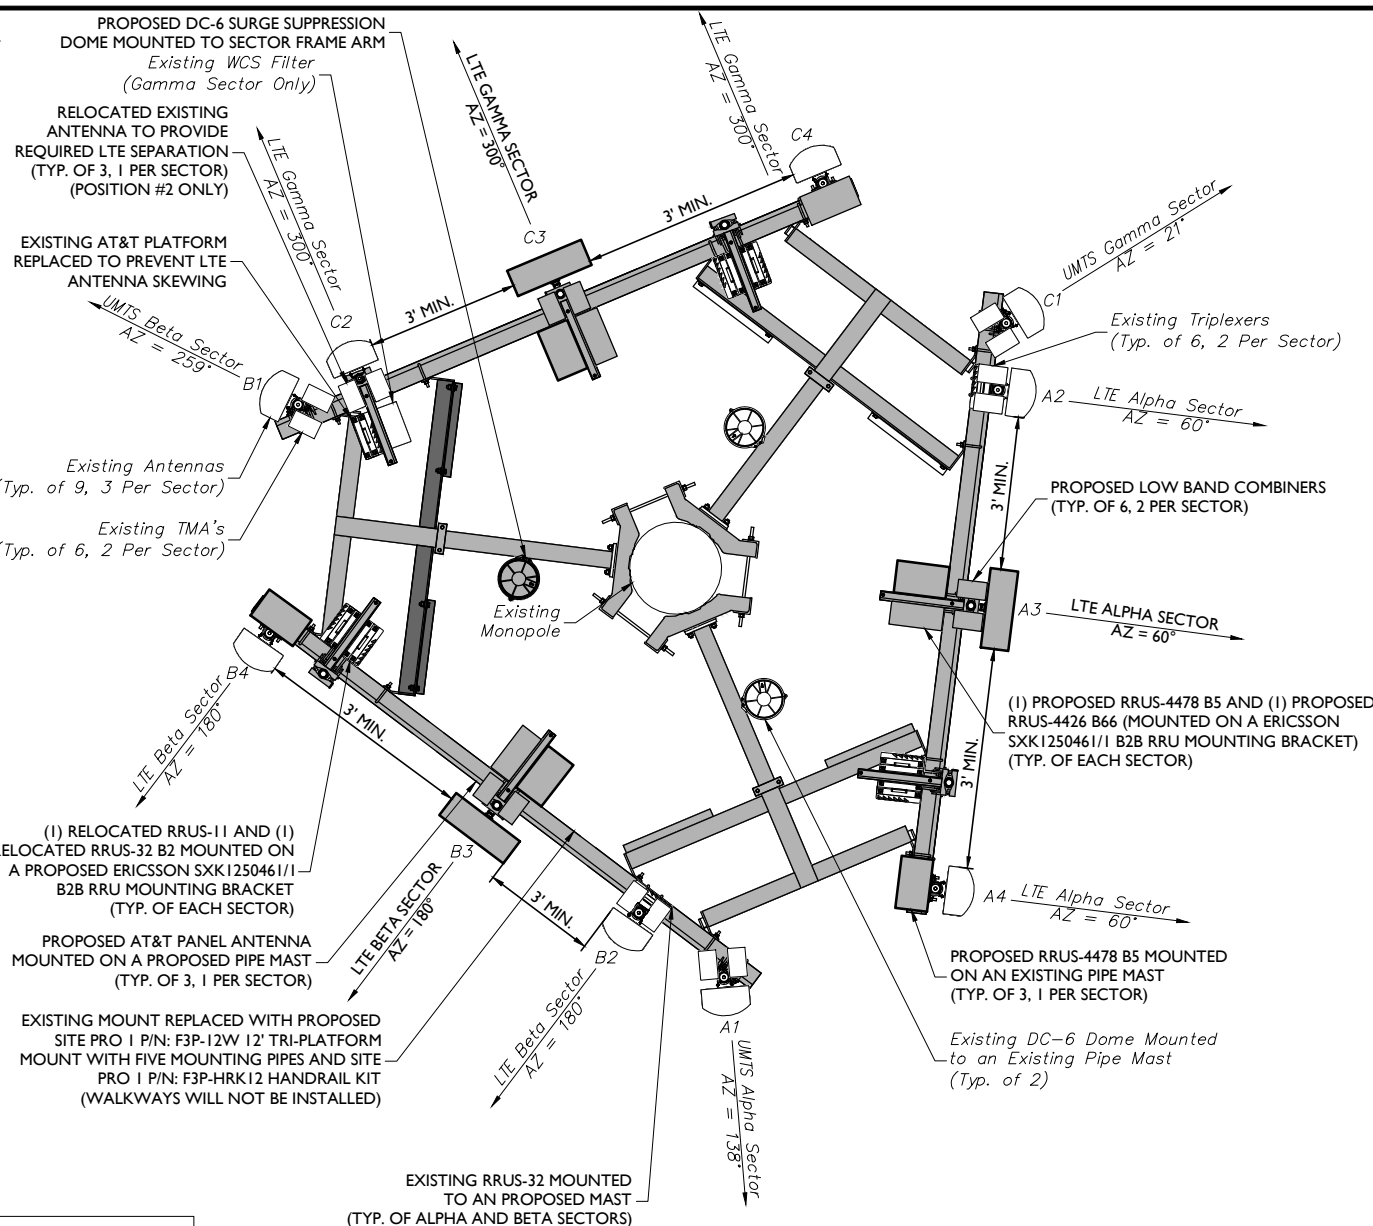 PROPOSED DC-6 SURGE SUPPRESSION
DOME MOUNTED TO SECTOR FRAME ARM
Existing WCS Filter
(Gamma Sector Only)
RELOCATED EXISTING
ANTENNA TO PROVIDE
REQUIRED LTE SEPARATION
(TYP. OF 3, 1 PER SECTOR)
(POSITION #2 ONLY)
EXISTING AT&T PLATFORM
REPLACED TO PREVENT LTE
ANTENNA SKEWING
LTE Gamma Sector
AZ = 300°
C2
LTE GAMMA SECTOR
AZ = 300°
C3
LTE Gamma Sector
AZ = 300°
C4
3' MIN.
3' MIN.
UMTS Gamma Sector
AZ = 21°
C1
Existing Triplexers
(Typ. of 6, 2 Per Sector)
UMTS Beta Sector
AZ = 259°
B1
A2
LTE Alpha Sector
AZ = 60°
Existing Antennas
(Typ. of 9, 3 Per Sector)
Existing TMA's
(Typ. of 6, 2 Per Sector)
3' MIN.
PROPOSED LOW BAND COMBINERS
(TYP. OF 6, 2 PER SECTOR)
Existing
Monopole
A3
LTE ALPHA SECTOR
AZ = 60°
B4
LTE Beta Sector
AZ = 180°
3' MIN.
(1) PROPOSED RRUS-4478 B5 AND (1) PROPOSED
RRUS-4426 B66 (MOUNTED ON A ERICSSON
SXK1250461/1 B2B RRU MOUNTING BRACKET)
(TYP. OF EACH SECTOR)
3' MIN.
(1) RELOCATED RRUS-11 AND (1)
RELOCATED RRUS-32 B2 MOUNTED ON
A PROPOSED ERICSSON SXK1250461/1
B2B RRU MOUNTING BRACKET
(TYP. OF EACH SECTOR)
B3
LTE BETA SECTOR
AZ = 180°
3' MIN.
A4
LTE Alpha Sector
AZ = 60°
PROPOSED AT&T PANEL ANTENNA
MOUNTED ON A PROPOSED PIPE MAST
(TYP. OF 3, 1 PER SECTOR)
B2
LTE Beta Sector
AZ = 180°
PROPOSED RRUS-4478 B5 MOUNTED
ON AN EXISTING PIPE MAST
(TYP. OF 3, 1 PER SECTOR)
EXISTING MOUNT REPLACED WITH PROPOSED
SITE PRO 1 P/N: F3P-12W 12' TRI-PLATFORM
MOUNT WITH FIVE MOUNTING PIPES AND SITE
PRO 1 P/N: F3P-HRK12 HANDRAIL KIT
(WALKWAYS WILL NOT BE INSTALLED)
A1
UMTS Alpha Sector
AZ = 138°
Existing DC-6 Dome Mounted
to an Existing Pipe Mast
(Typ. of 2)
EXISTING RRUS-32 MOUNTED
TO AN PROPOSED MAST
(TYP. OF ALPHA AND BETA SECTORS)